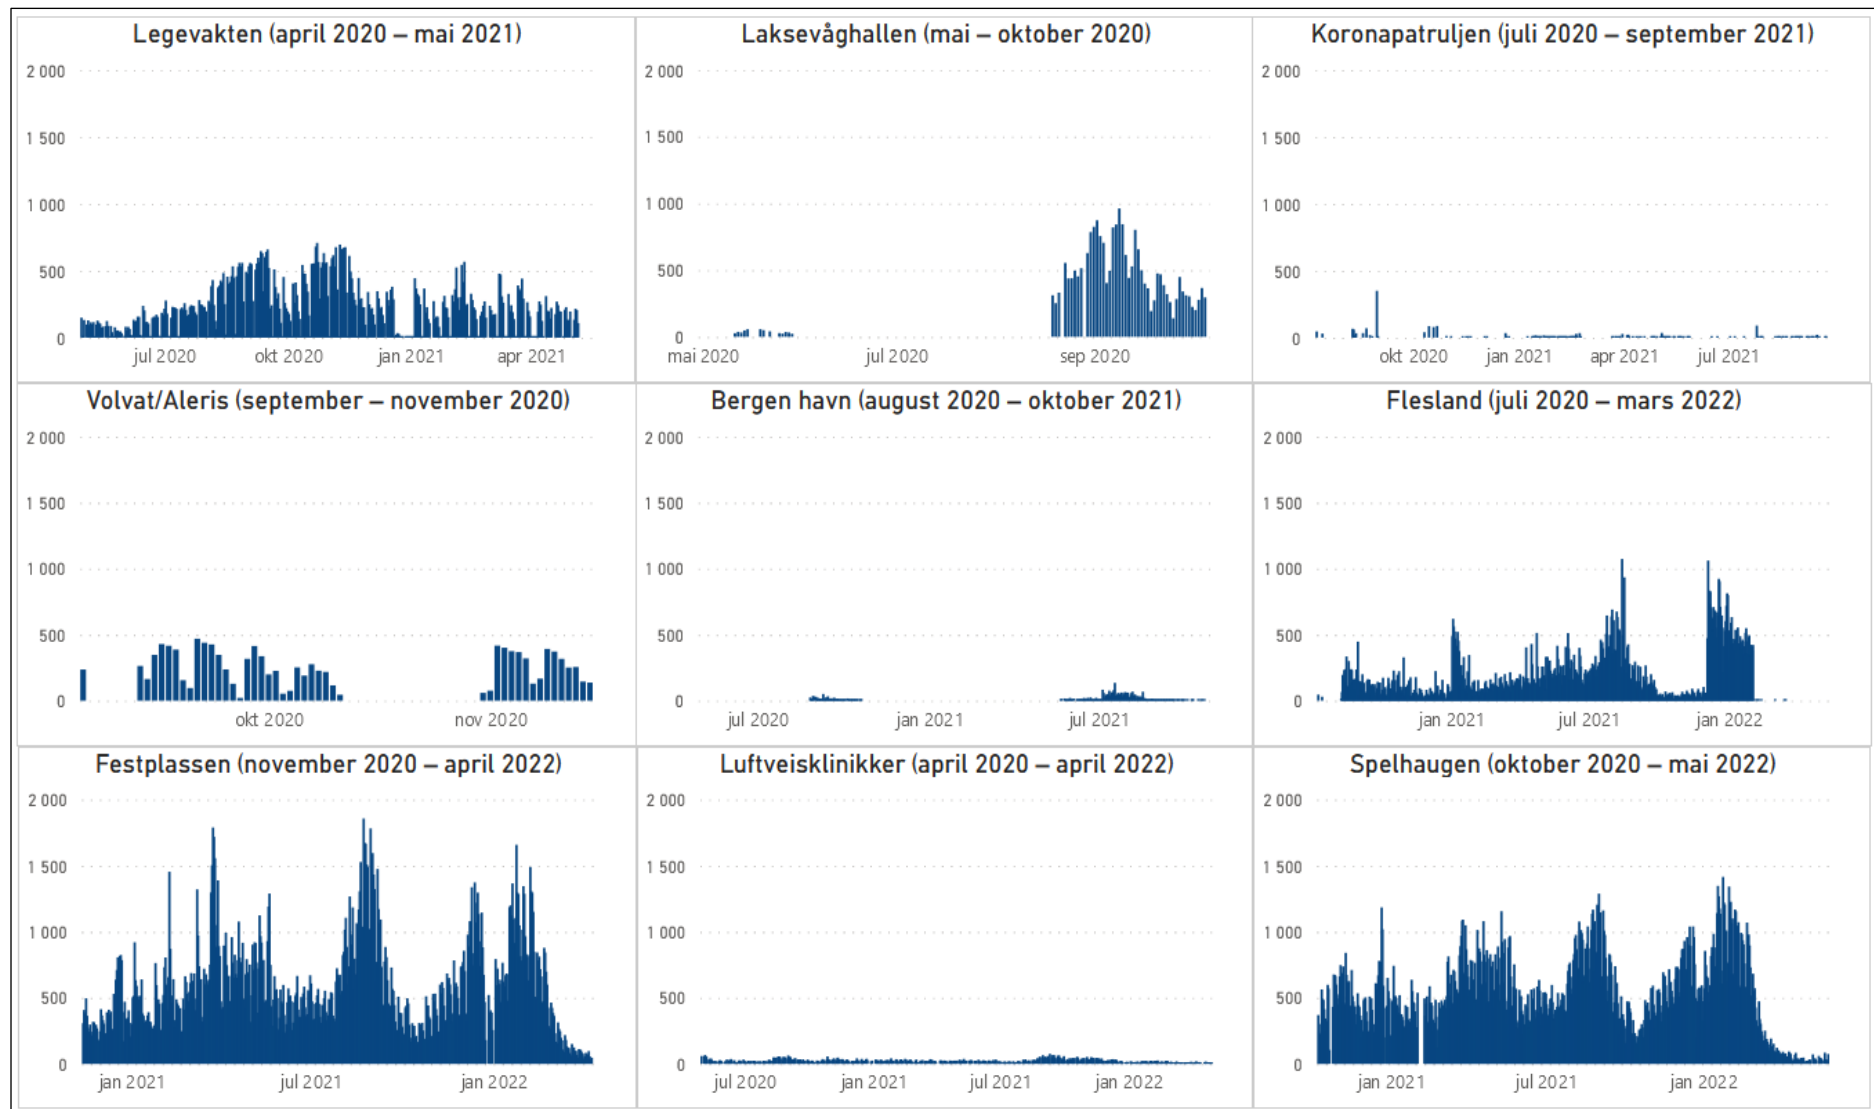 Legevakten (april 2020 – mai 2021)
2 000
1 500
1 000
500
0
jul 2020 okt 2020 jan 2021 apr 2021
Laksevåghallen (mai – oktober 2020)
2 000
1 500
1 000
500
0
mai 2020 jul 2020 sep 2020
Koronapatruljen (juli 2020 – september 2021)
2 000
1 500
1 000
500
0
okt 2020 jan 2021 apr 2021 jul 2021
Volvat/Aleris (september – november 2020)
2 000
1 500
1 000
500
0
okt 2020 nov 2020
Bergen havn (august 2020 – oktober 2021)
2 000
1 500
1 000
500
0
jul 2020 jan 2021 jul 2021
Flesland (juli 2020 – mars 2022)
2 000
1 500
1 000
500
0
jan 2021 jul 2021 jan 2022
Festplassen (november 2020 – april 2022)
2 000
1 500
1 000
500
0
jan 2021 jul 2021 jan 2022
Luftveisklinikker (april 2020 – april 2022)
2 000
1 500
1 000
500
0
jul 2020 jan 2021 jul 2021 jan 2022
Spelhaugen (oktober 2020 – mai 2022)
2 000
1 500
1 000
500
0
jan 2021 jul 2021 jan 2022